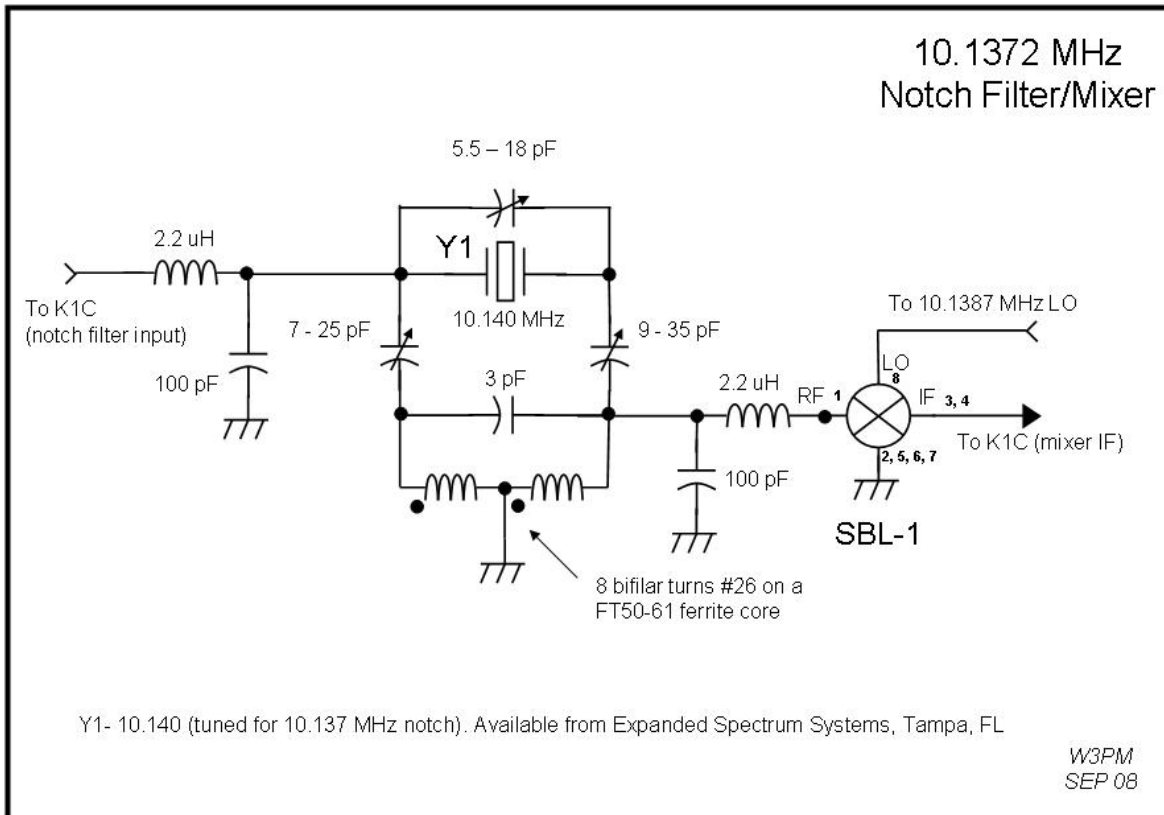 10.1372 MHz
Notch Filter/Mixer
5.5 – 18 pF
2.2 uH
Y1
To K1C
(notch filter input)
10.140 MHz
7 - 25 pF
9 - 35 pF
To 10.1387 MHz LO
100 pF
3 pF
2.2 uH
LO
8
RF
1
IF
3, 4
To K1C (mixer IF)
2, 5, 6, 7
100 pF
SBL-1
8 bifilar turns #26 on a
FT50-61 ferrite core
Y1- 10.140 (tuned for 10.137 MHz notch). Available from Expanded Spectrum Systems, Tampa, FL
W3PM
SEP 08